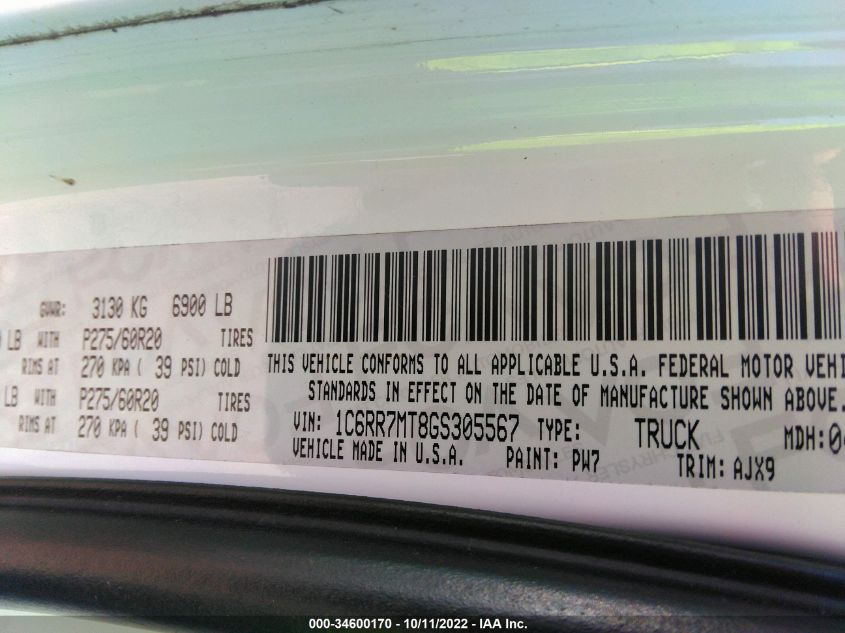 GVWR: 3130 KG 6900 LB
LB WITH P275/60R20 TIRES
RIMS AT 270 KPA ( 39 PSI) COLD
LB WITH P275/60R20 TIRES
RIMS AT 270 KPA ( 39 PSI) COLD
THIS VEHICLE CONFORMS TO ALL APPLICABLE U.S.A. FEDERAL MOTOR VEHI
STANDARDS IN EFFECT ON THE DATE OF MANUFACTURE SHOWN ABOVE.
VIN: 1C6RR7MT8GS305567 TYPE: TRUCK MDH:
VEHICLE MADE IN U.S.A. PAINT: PW7 TRIM: AJX9
000-34600170 - 10/11/2022 - IAA Inc.